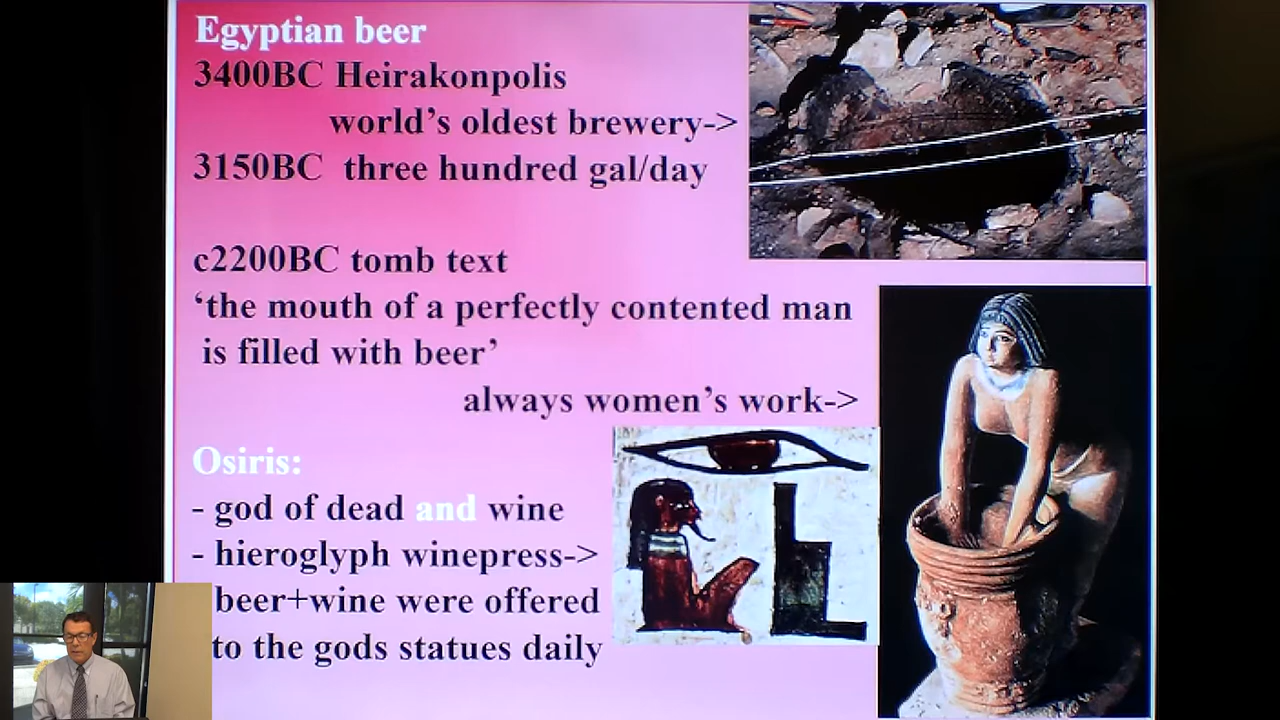 Egyptian beer
3400BC Heirakonpolis
world's oldest brewery->
3150BC three hundred gal/day
c2200BC tomb text
‘the mouth of a perfectly contented man
is filled with beer’
always women's work->
Osiris:
- god of dead and wine
- hieroglyph winepress->
beer+wine were offered
to the gods statues daily